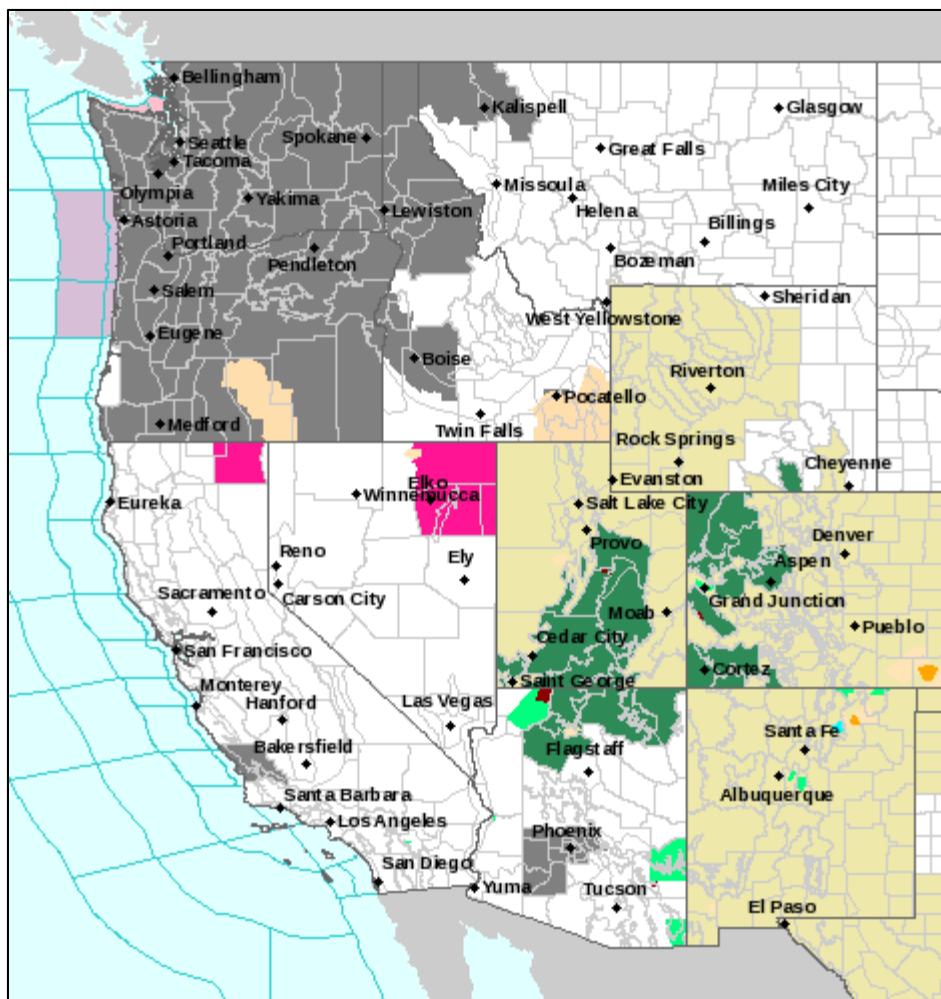 Bellingham
Kalispell
Glasgow
Spokane
Seattle
Great Falls
Tacoma
Olympia
Missoula
Miles City
Yakima
Lewiston
Helena
Astoria
Billings
Portland
Pendleton
Bozeman
Salem
Sheridan
West Yellowstone
Eugene
Boise
Riverton
Pocatello
Medford
Twin Falls
Rock Springs
Cheyenne
Elko
Evanston
Winnemucca
Eureka
Salt Lake City
Denver
Provo
Reno
Ely
Aspen
Carson City
Grand Junction
Sacramento
Moab
Pueblo
Cedar City
San Francisco
Cortez
Saint George
Monterey
Las Vegas
Hanford
Santa Fe
Bakersfield
Flagstaff
Albuquerque
Santa Barbara
Los Angeles
Phoenix
San Diego
Yuma
Tucson
El Paso